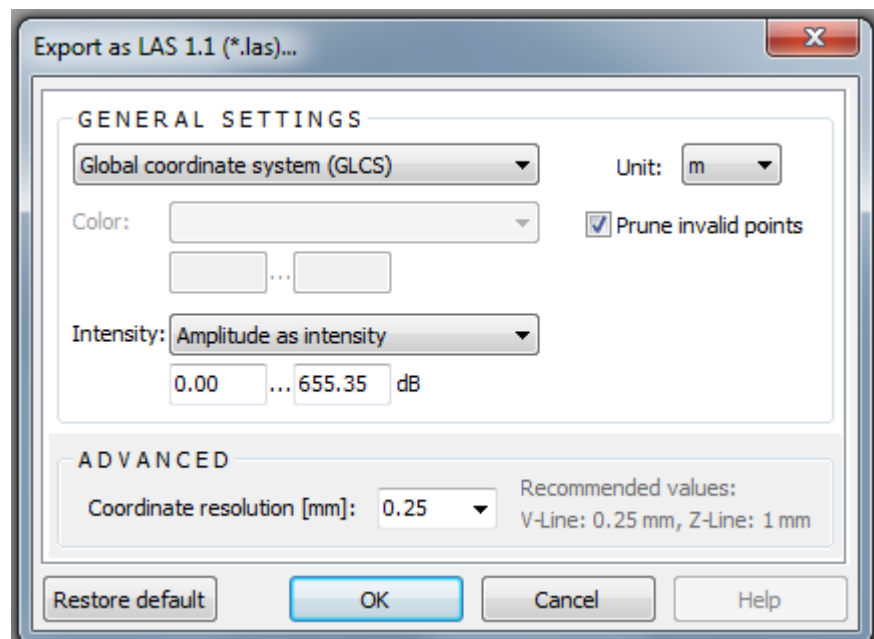 Export as LAS 1.1 (*.las)...
GENERAL SETTINGS
Global coordinate system (GLCS)
Unit: m
Color:
Prune invalid points
...
Intensity: Amplitude as intensity
0.00 ... 655.35 dB
ADVANCED
Coordinate resolution [mm]: 0.25
Recommended values:
V-Line: 0.25 mm, Z-Line: 1 mm
Restore default
OK
Cancel
Help